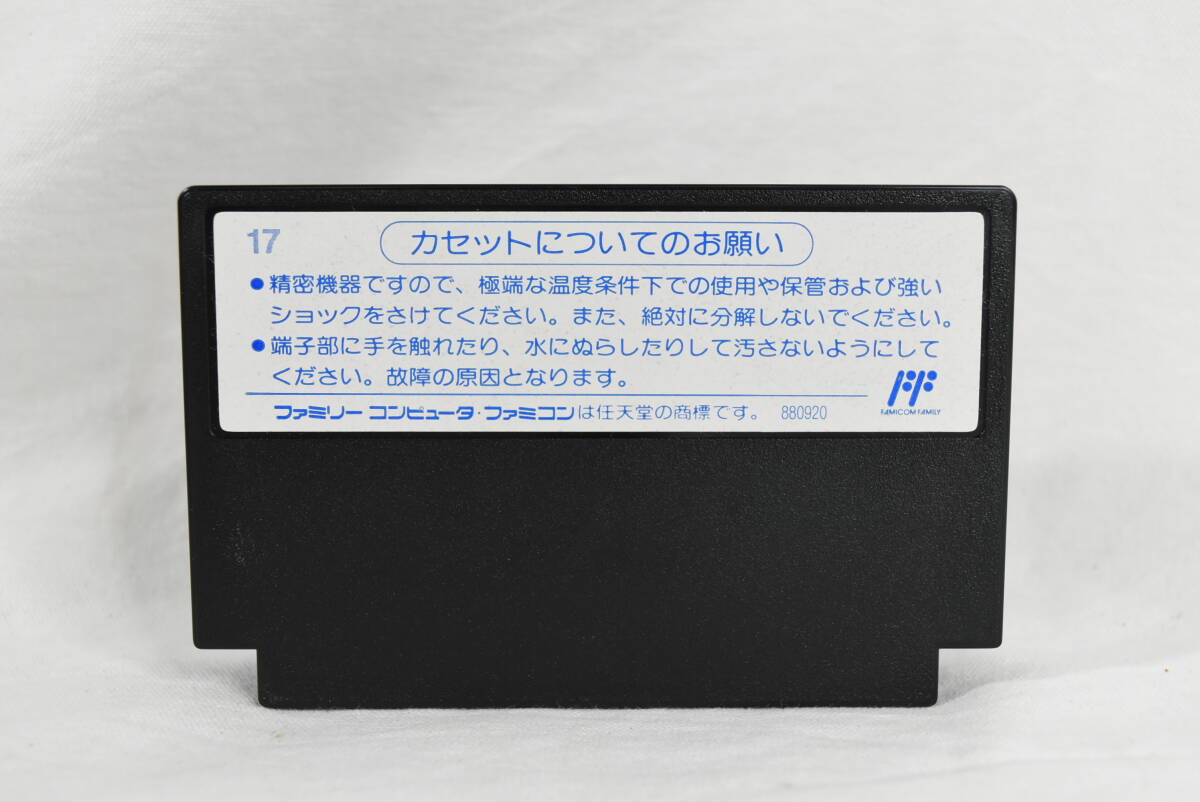 17
カセットについてのお願い
●精密機器ですので、極端な温度条件下での使用や保管および強い
ショックをさけてください。また、絶対に分解しないでください。
●端子部に手を触れたり、水にぬらしたりして汚さないようにして
ください。故障の原因となります。
FF
FAMICOM FAMILY
ファミリー コンピュータ・ファミコンは任天堂の商標です。 880920